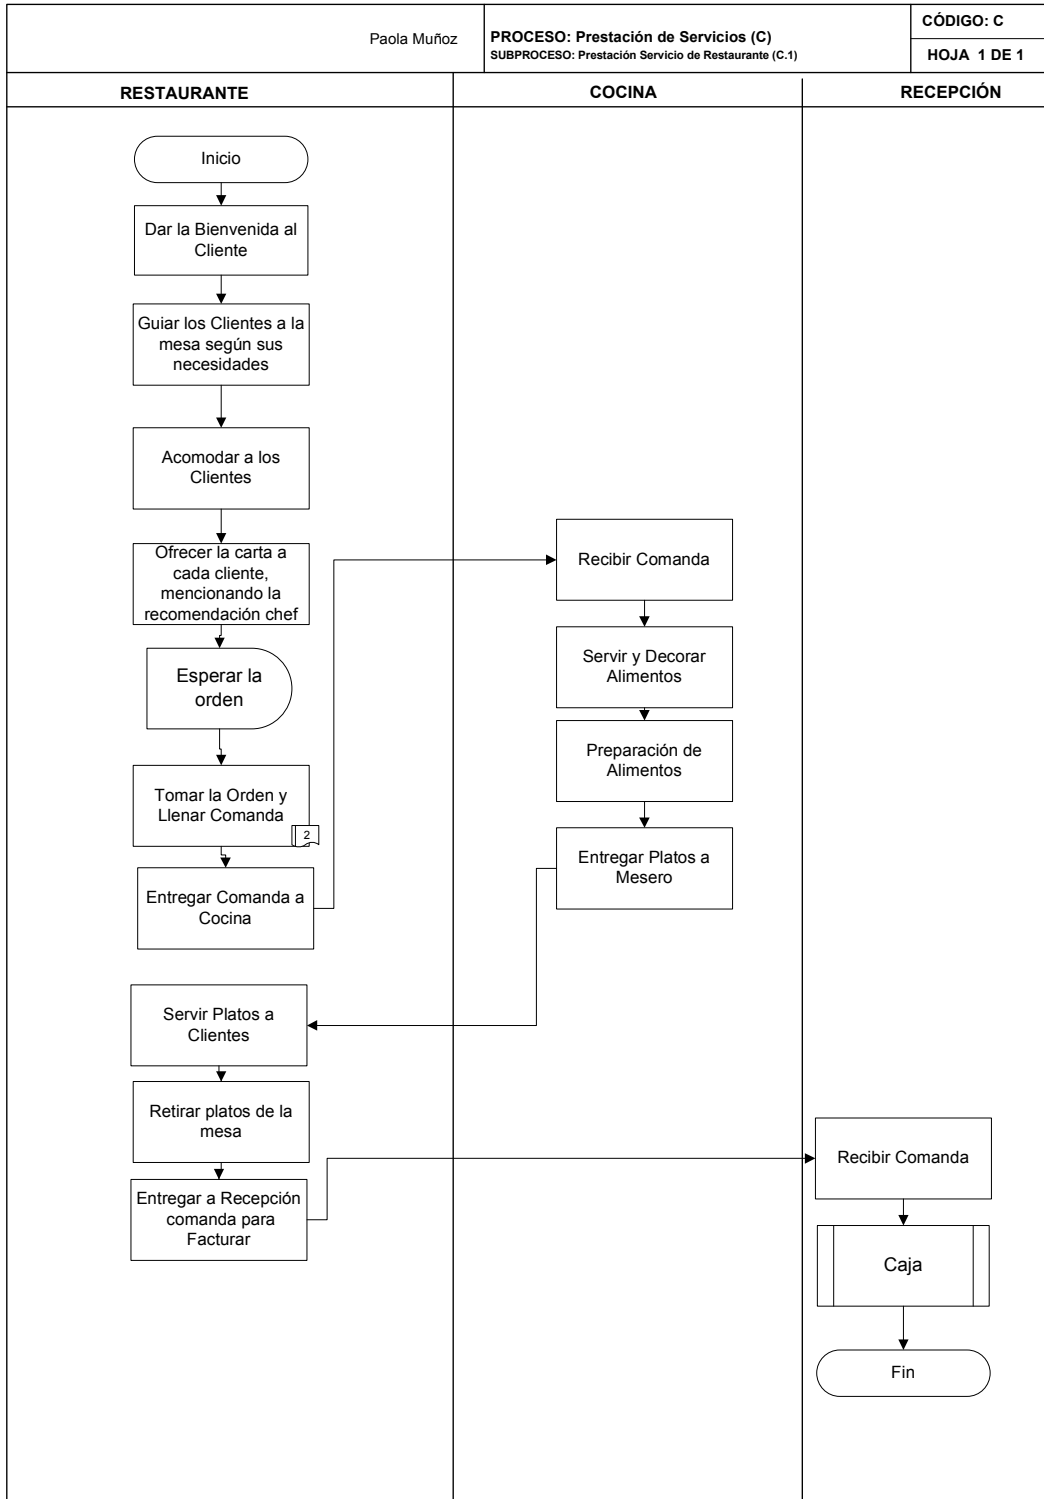 Paola Muñoz
PROCESO: Prestación de Servicios (C)
SUBPROCESO: Prestación Servicio de Restaurante (C.1)
CÓDIGO: C
HOJA 1 DE 1
RESTAURANTE
COCINA
RECEPCIÓN
Inicio
Dar la Bienvenida al
Cliente
Guiar los Clientes a la
mesa según sus
necesidades
Acomodar a los
Clientes
Ofrecer la carta a
cada cliente,
mencionando la
recomendación chef
Esperar la
orden
Tomar la Orden y
Llenar Comanda
2
Entregar Comanda a
Cocina
Recibir Comanda
Servir y Decorar
Alimentos
Preparación de
Alimentos
Entregar Platos a
Mesero
Servir Platos a
Clientes
Retirar platos de la
mesa
Entregar a Recepción
comanda para
Facturar
Recibir Comanda
Caja
Fin